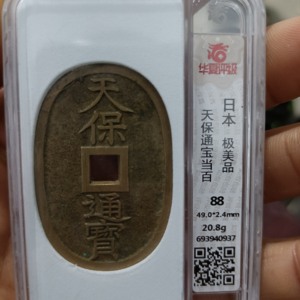 天保
通寳
华夏评级
日本 极美品
天保通宝当百
88
49.0*2.4mm
20.8g
693940937